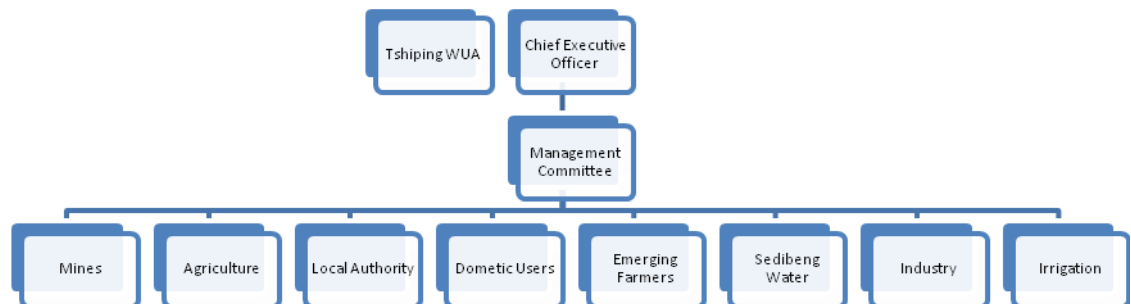 Tshiping WUA
Chief Executive
Officer
Management
Committee
Mines
Agriculture
Local Authority
Dometic Users
Emerging
Farmers
Sedibeng
Water
Industry
Irrigation